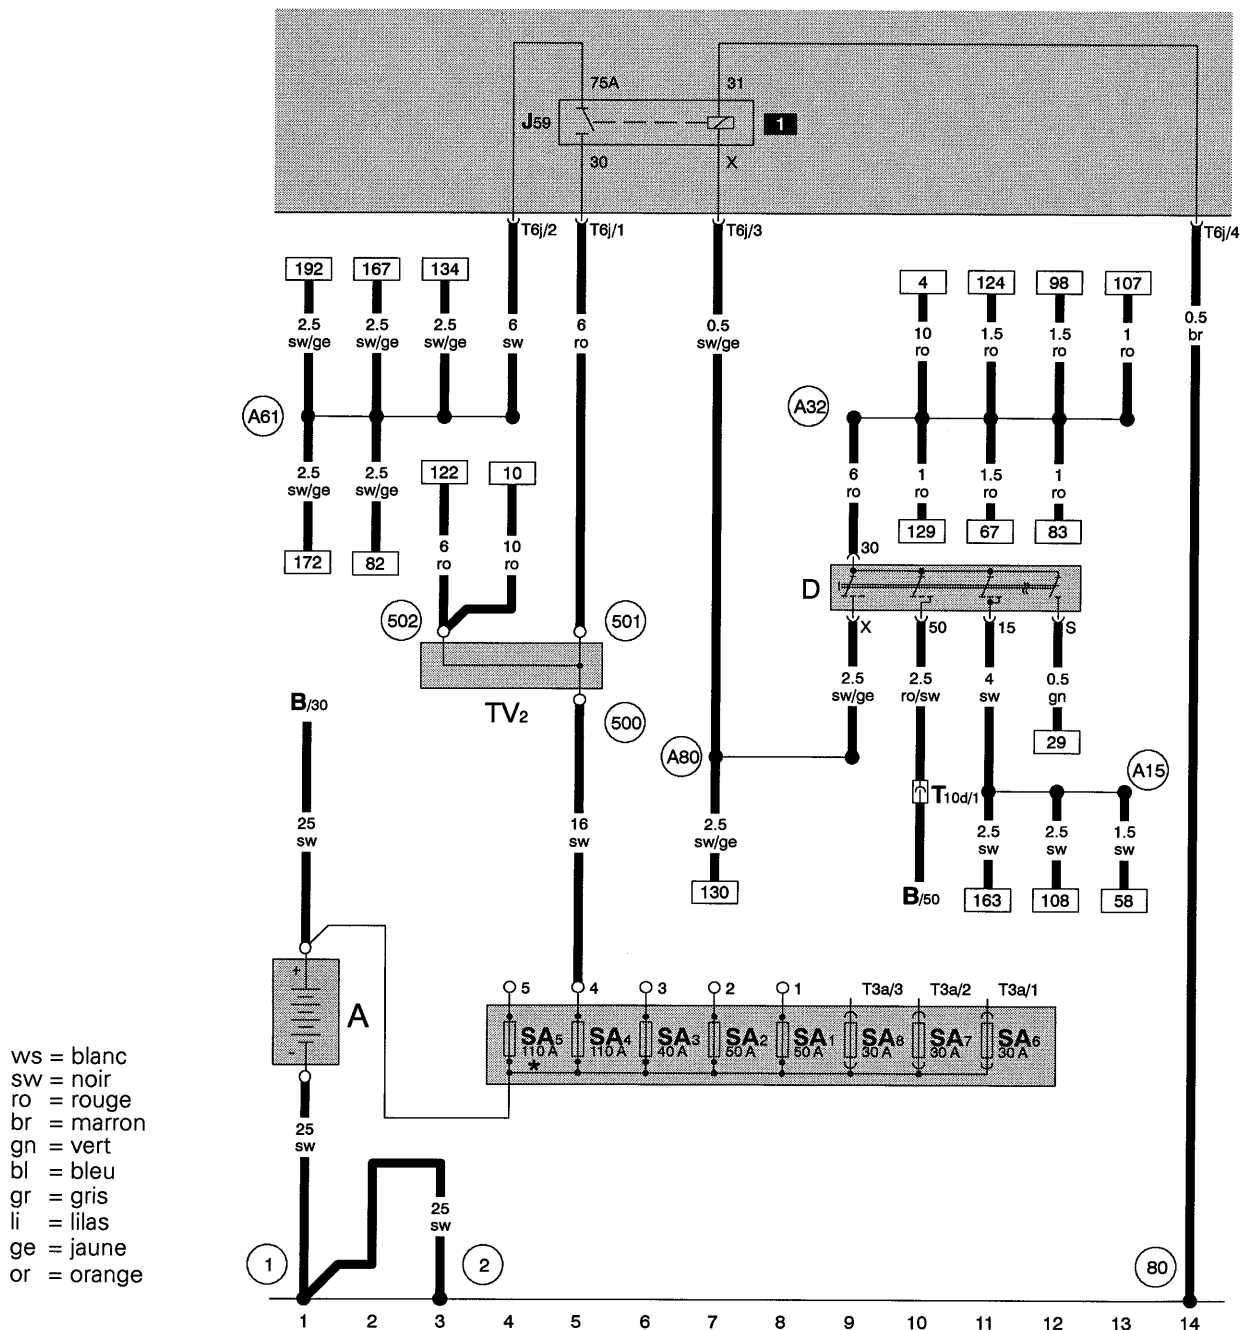 75A
31
J59
1
30
X
T6j/2
T6j/1
T6j/3
T6j/4
192
167
134
4
124
98
107
2.5
sw/ge
2.5
sw/ge
2.5
sw/ge
6
sw
6
ro
0.5
sw/ge
10
ro
1.5
ro
1.5
ro
1
ro
0.5
br
A61
A32
2.5
sw/ge
2.5
sw/ge
122
10
6
ro
1
ro
1.5
ro
1
ro
172
82
6
ro
10
ro
129
67
83
30
D
502
501
X
50
15
S
TV2
500
B/30
2.5
sw/ge
2.5
ro/sw
4
sw
0.5
gn
29
A80
A15
T10d/1
25
sw
16
sw
2.5
sw/ge
2.5
sw
2.5
sw
1.5
sw
130
B/50
163
108
58
+
-
A
5
4
3
2
1
T3a/3
T3a/2
T3a/1
SA5
110 A
*
SA4
110 A
SA3
40 A
SA2
50 A
SA1
50 A
SA8
30 A
SA7
30 A
SA6
30 A
ws = blanc
sw = noir
ro = rouge
br = marron
gn = vert
bl = bleu
gr = gris
li = lilas
ge = jaune
or = orange
25
sw
25
sw
1
2
80
1 2 3 4 5 6 7 8 9 10 11 12 13 14